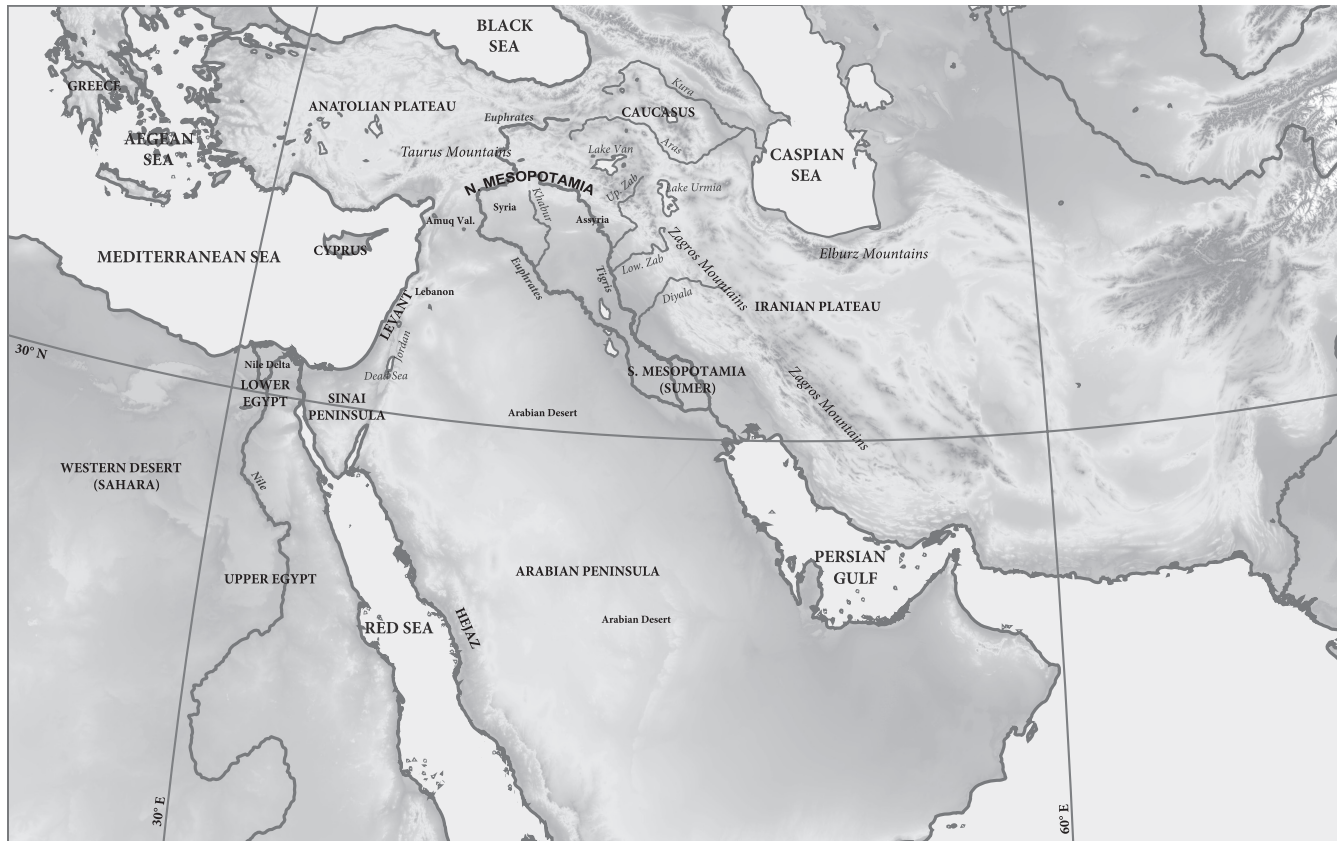 BLACK
SEA
GREECE
ANATOLIAN PLATEAU
Kura
CAUCASUS
Euphrates
AEGEAN
SEA
Taurus Mountains
Lake Van
Aras
CASPIAN
SEA
N. MESOPOTAMIA
Up. Zab
Lake Urmia
Syria
Khabur
Assyria
Amuq Val.
MEDITERRANEAN SEA
CYPRUS
Zagros Mountains
Elburz Mountains
Euphrates
Tigris
Low. Zab
Lebanon
Diyala
IRANIAN PLATEAU
LEVANT
Jordan
30° N
Nile Delta
Dead Sea
LOWER
EGYPT
S. MESOPOTAMIA
(SUMER)
SINAI
PENINSULA
Zagros Mountains
Arabian Desert
WESTERN DESERT
(SAHARA)
Nile
UPPER EGYPT
ARABIAN PENINSULA
PERSIAN
GULF
RED SEA
HEJAZ
Arabian Desert
30° E
60° E